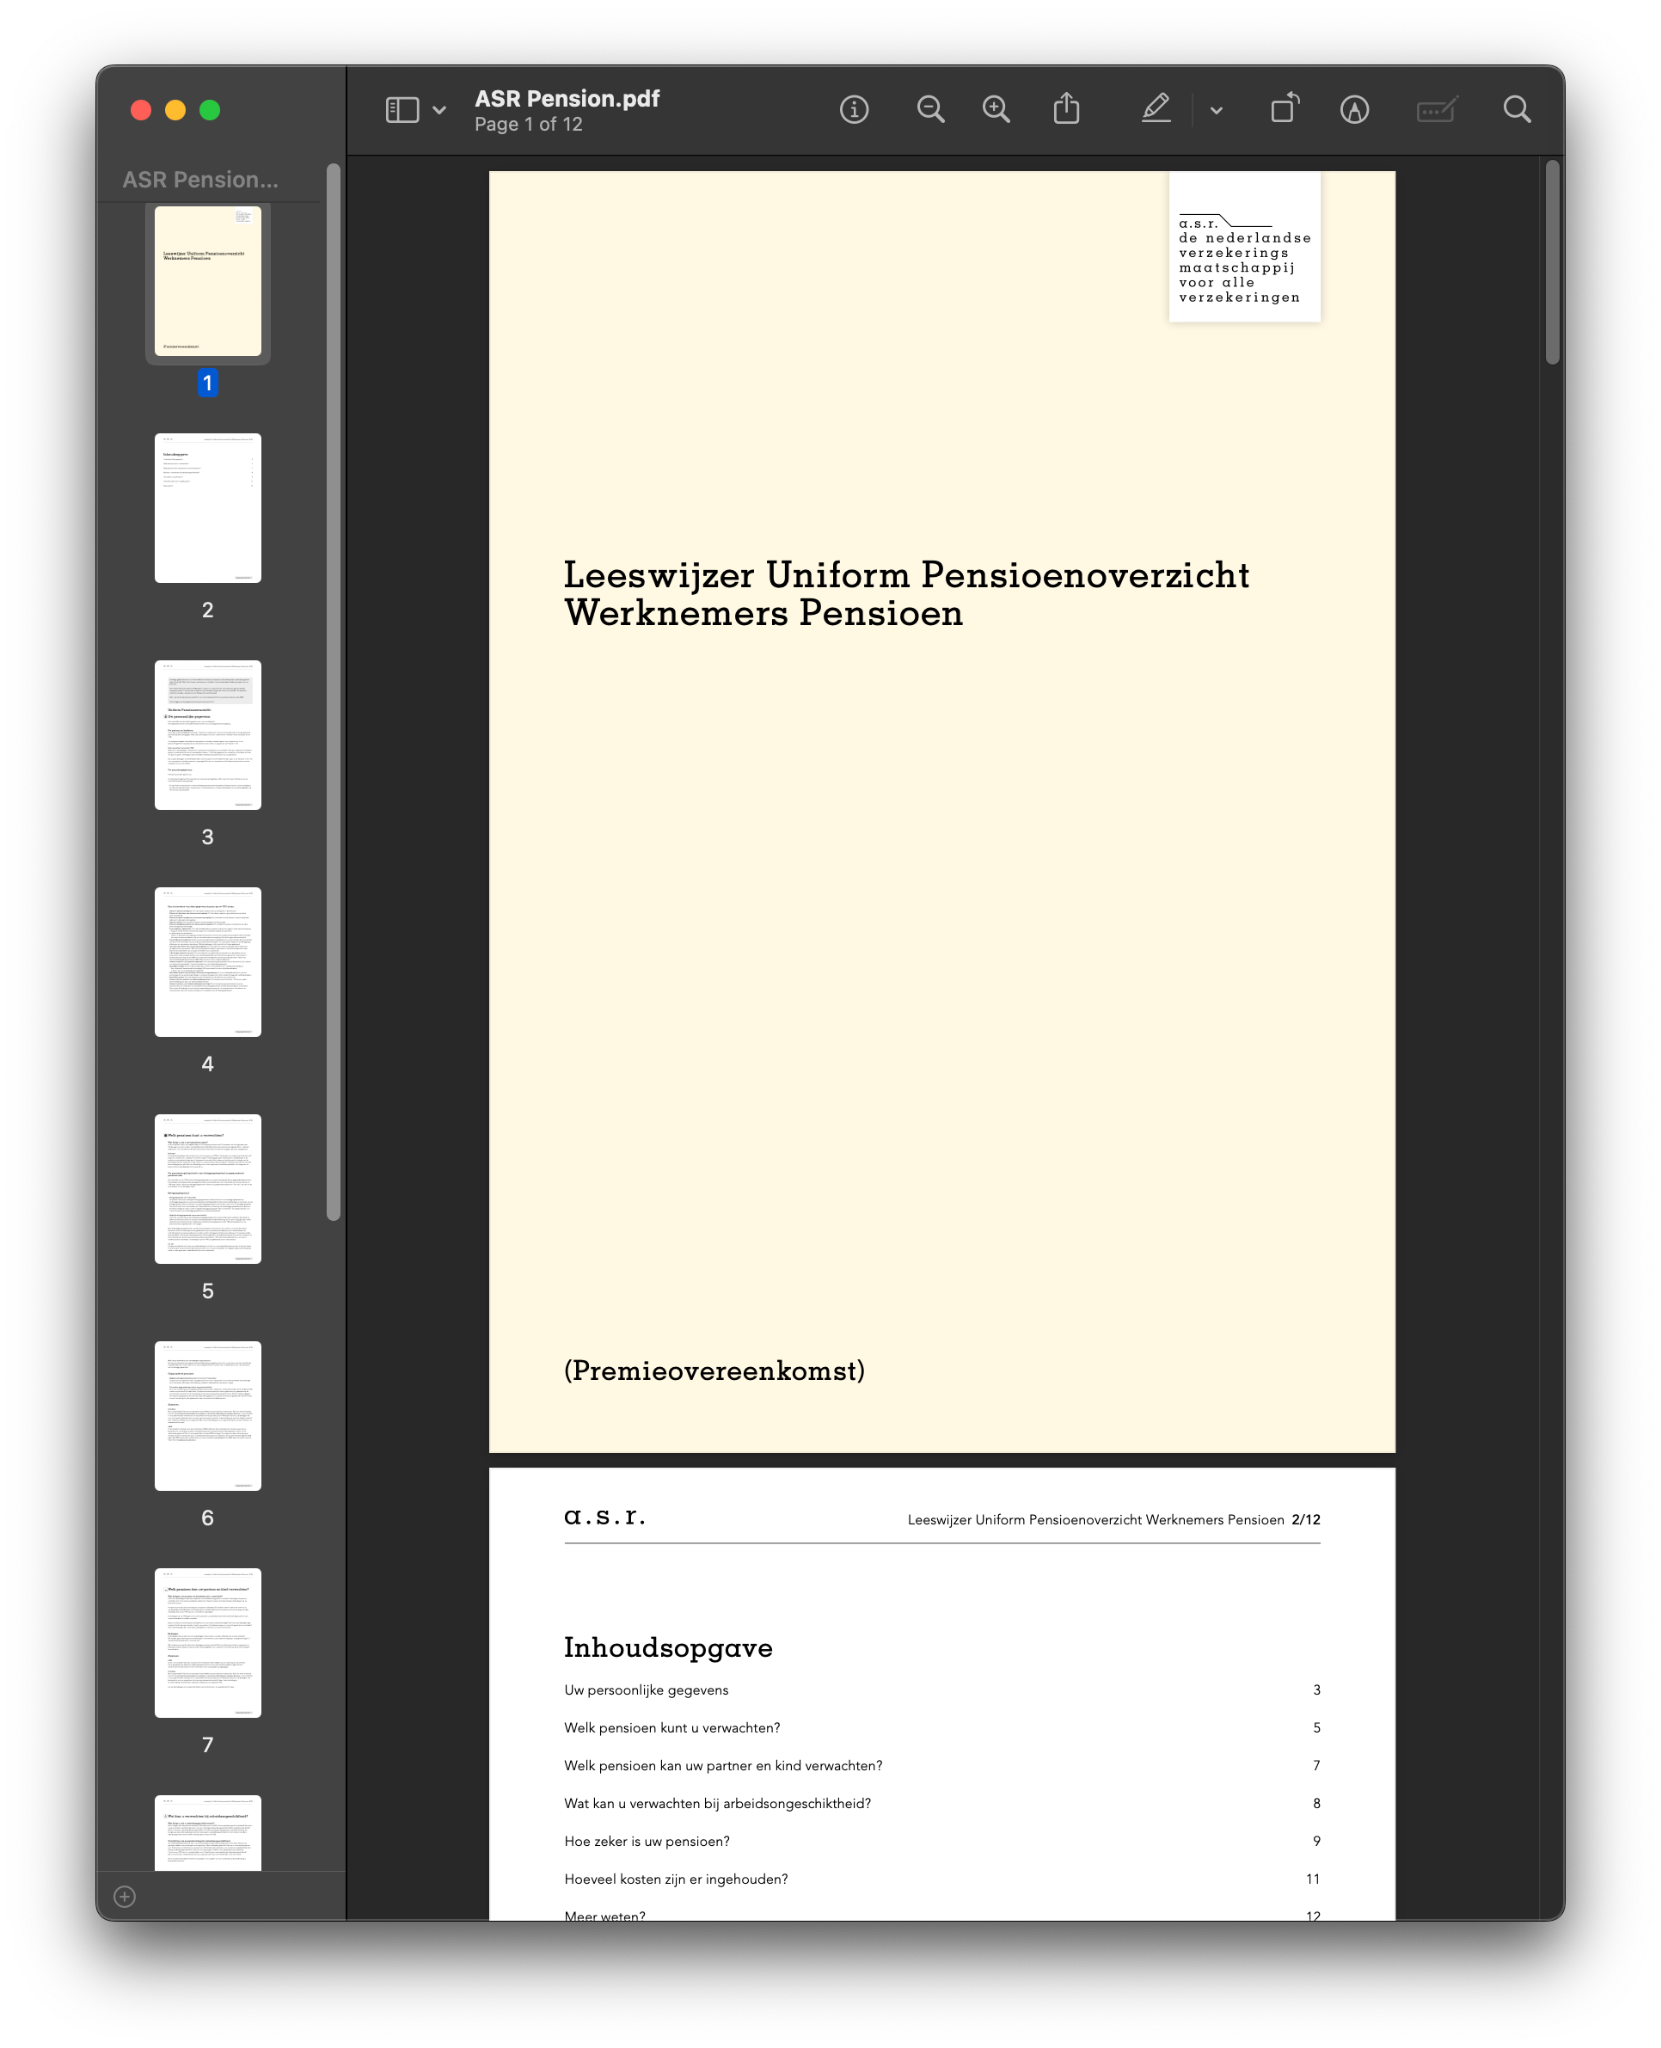 ASR Pension.pdf
Page 1 of 12
ASR Pension...
1
2
3
4
5
6
7
a.s.r.
de nederlandse
verzekerings
maatschappij
voor alle
verzekeringen
Leeswijzer Uniform Pensioenoverzicht
Werknemers Pensioen
(Premieovereenkomst)
a.s.r.
Leeswijzer Uniform Pensioenoverzicht Werknemers Pensioen 2/12
Inhoudsopgave
Uw persoonlijke gegevens 3
Welk pensioen kunt u verwachten? 5
Welk pensioen kan uw partner en kind verwachten? 7
Wat kan u verwachten bij arbeidsongeschiktheid? 8
Hoe zeker is uw pensioen? 9
Hoeveel kosten zijn er ingehouden? 11
Meer weten? 12